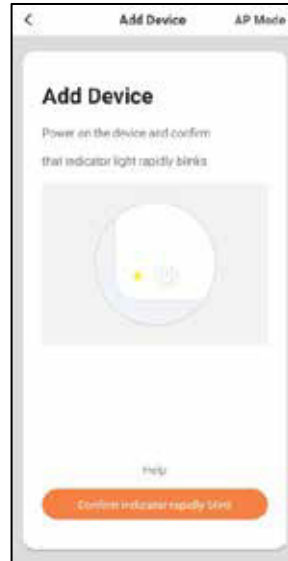 Add Device AP Mode
Add Device
Power on the device and confirm
that indicator light rapidly blinks
Help
Confirm indicator rapidly blink